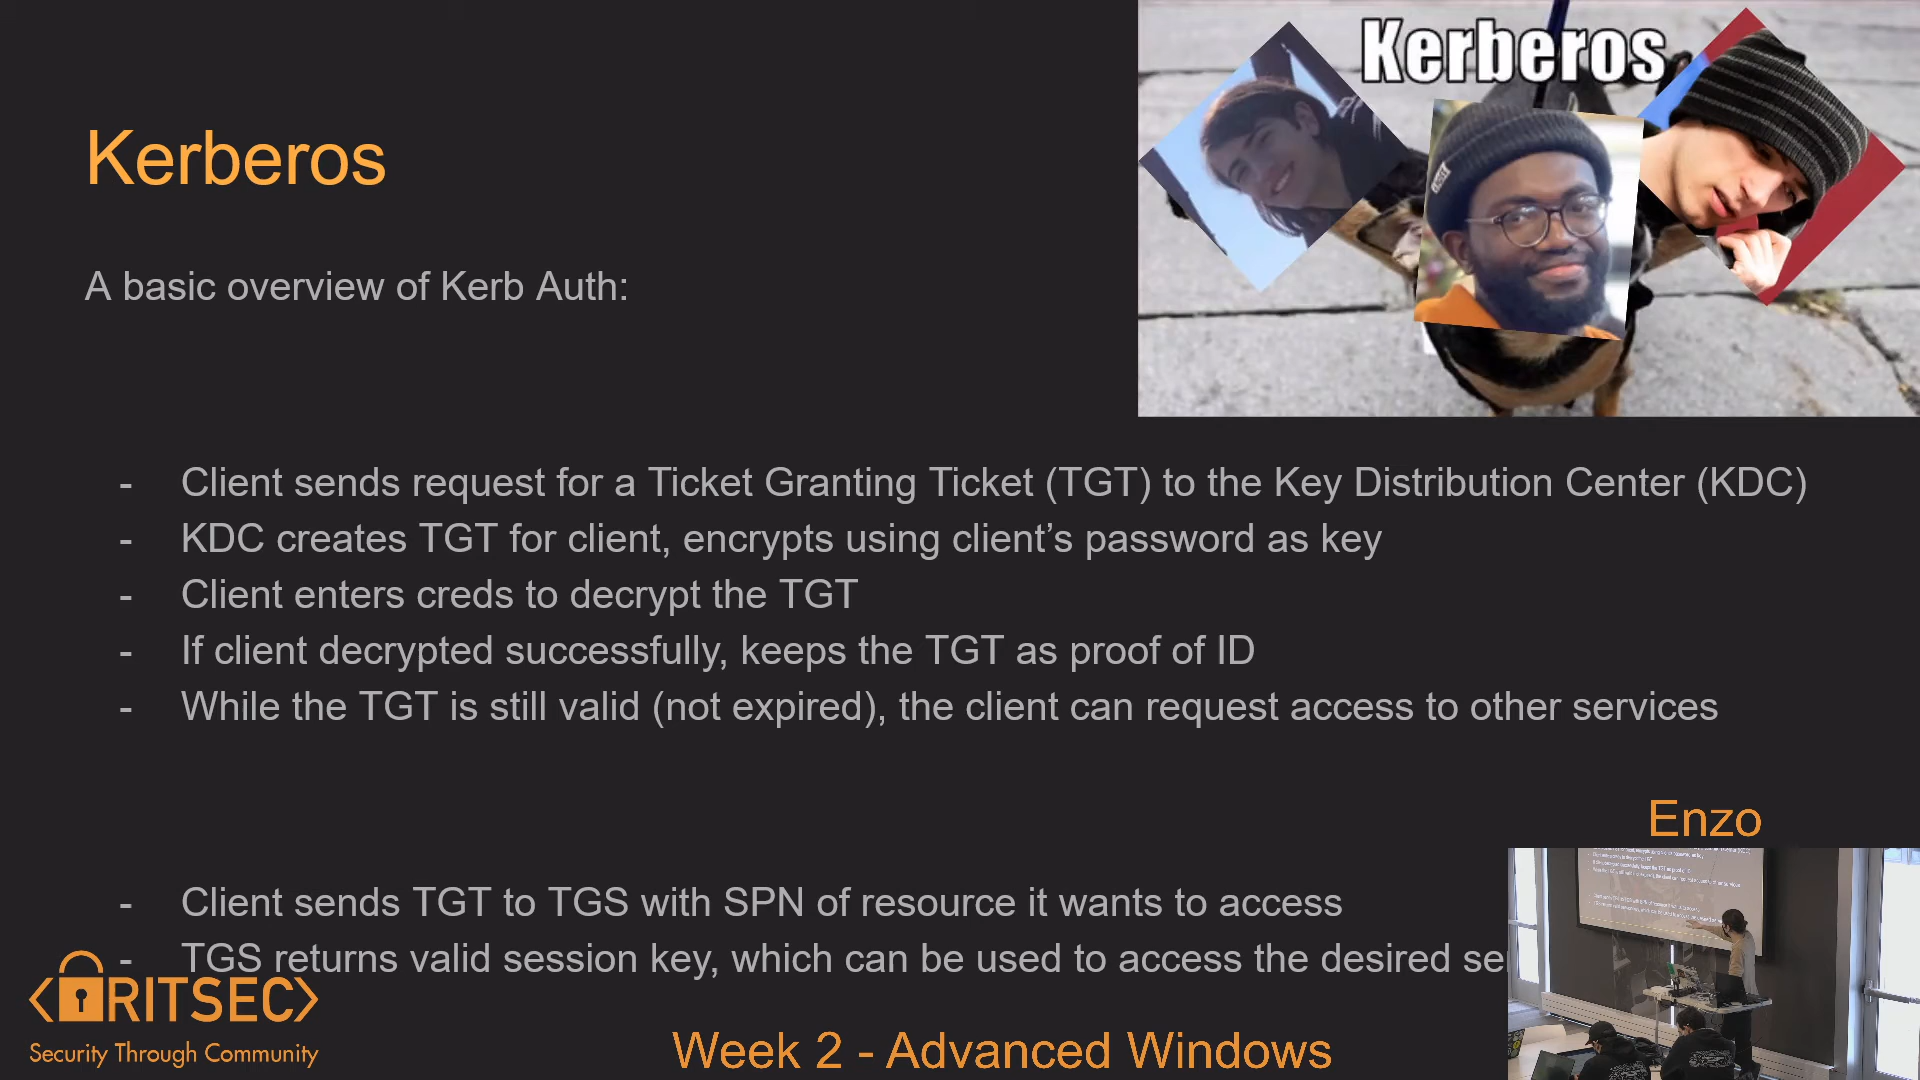 Kerberos
Kerberos
A basic overview of Kerb Auth:
- Client sends request for a Ticket Granting Ticket (TGT) to the Key Distribution Center (KDC)
- KDC creates TGT for client, encrypts using client’s password as key
- Client enters creds to decrypt the TGT
- If client decrypted successfully, keeps the TGT as proof of ID
- While the TGT is still valid (not expired), the client can request access to other services
Enzo
- Client sends TGT to TGS with SPN of resource it wants to access
- TGS returns valid session key, which can be used to access the desired
RITSEC
Security Through Community
Week 2 - Advanced Windows